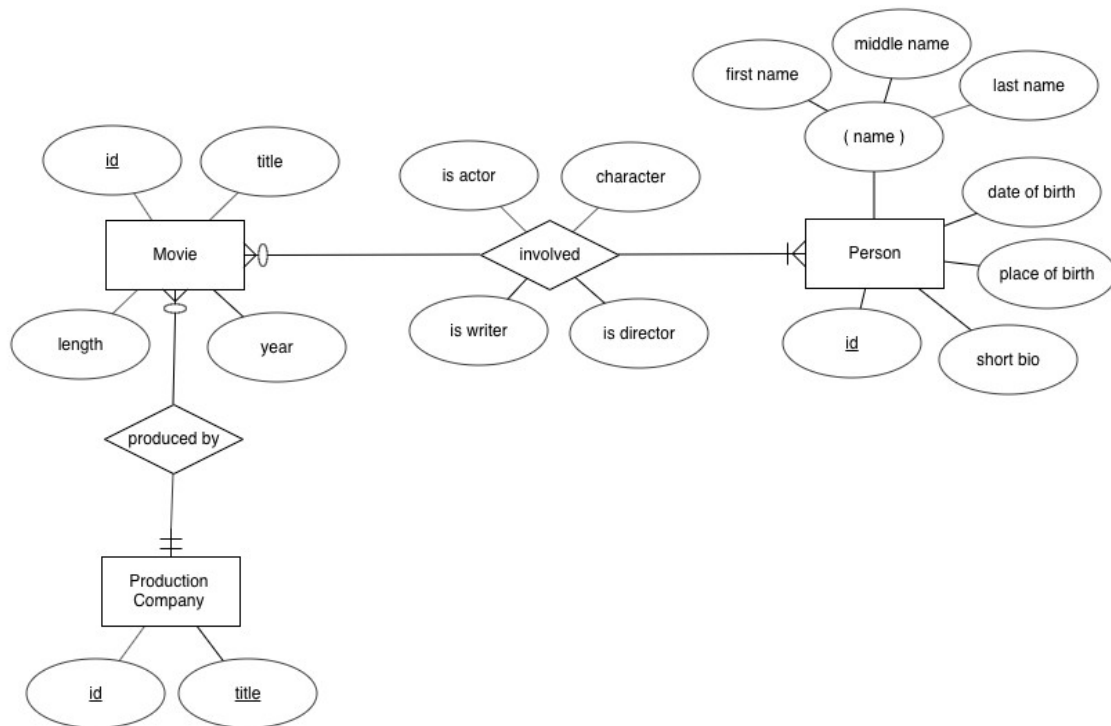 middle name
first name
last name
( name )
id
title
is actor
character
date of birth
Movie
involved
Person
place of birth
length
year
is writer
is director
id
short bio
produced by
Production
Company
id
title